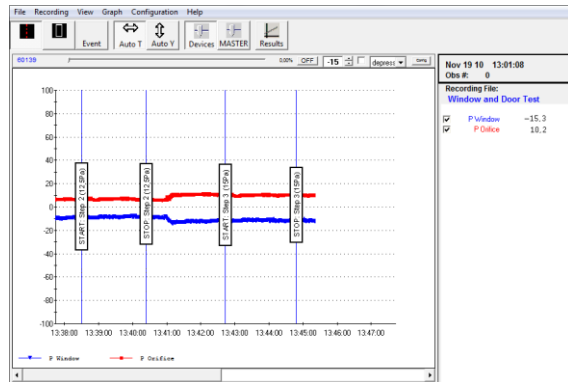 File Recording View Graph Configuration Help
Event Auto T Auto Y Devices MASTER Results
60139 0,00% OFF -15 depress
Nov 19 10 13:01:08
Obs #: 0
Recording File:
Window and Door Test
P Window -15,3
P Orifice 10,2
100
80
60
40
20
0
-20
-40
-60
-80
-100
START: Step 2 (12,5Pa)
STOP: Step 2 (12,5Pa)
START: Step 3 (15Pa)
STOP: Step 3 (15Pa)
13:38:00 13:39:00 13:40:00 13:41:00 13:42:00 13:43:00 13:44:00 13:45:00 13:46:00 13:47:00
P Window P Orifice